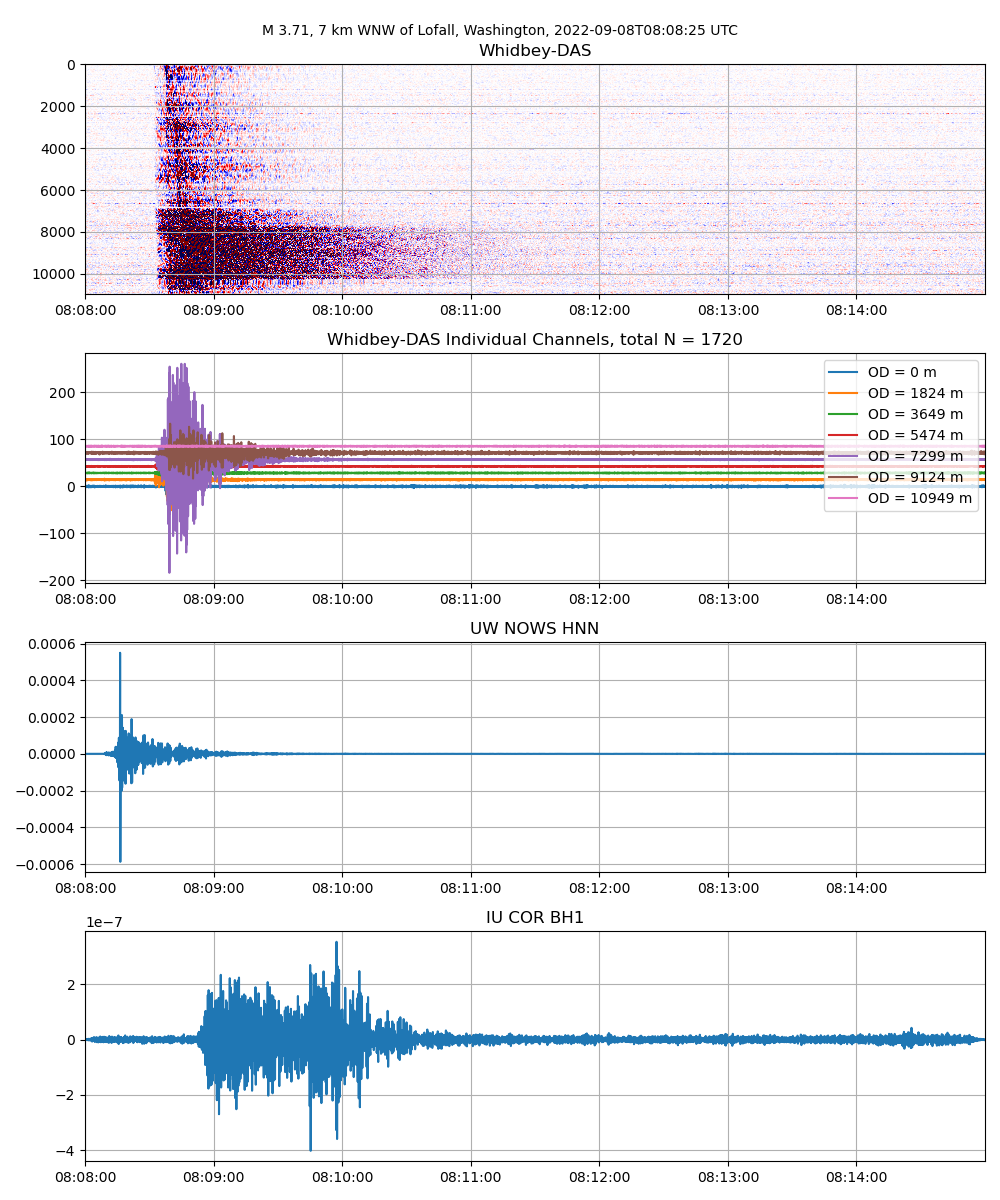 M 3.71, 7 km WNW of Lofall, Washington, 2022-09-08T08:08:25 UTC
Whidbey-DAS
0
2000
4000
6000
8000
10000
08:08:00 08:09:00 08:10:00 08:11:00 08:12:00 08:13:00 08:14:00
Whidbey-DAS Individual Channels, total N = 1720
200
100
0
−100
−200
OD = 0 m
OD = 1824 m
OD = 3649 m
OD = 5474 m
OD = 7299 m
OD = 9124 m
OD = 10949 m
08:08:00 08:09:00 08:10:00 08:11:00 08:12:00 08:13:00 08:14:00
UW NOWS HNN
0.0006
0.0004
0.0002
0.0000
−0.0002
−0.0004
−0.0006
08:08:00 08:09:00 08:10:00 08:11:00 08:12:00 08:13:00 08:14:00
IU COR BH1
1e−7
2
0
−2
−4
08:08:00 08:09:00 08:10:00 08:11:00 08:12:00 08:13:00 08:14:00